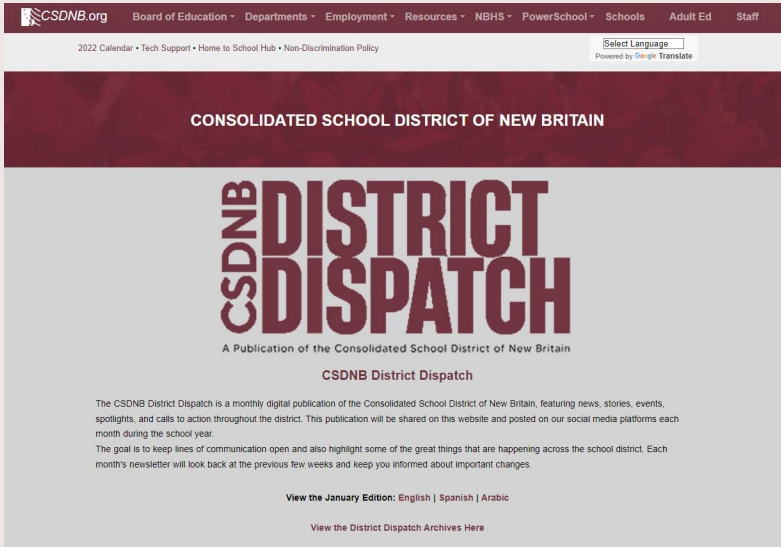 CSDNB.org Board of Education Departments Employment Resources NBHS PowerSchool Schools Adult Ed Staff
2022 Calendar • Tech Support • Home to School Hub • Non-Discrimination Policy
Select Language
Powered by Google Translate
CONSOLIDATED SCHOOL DISTRICT OF NEW BRITAIN
CSDNB
DISTRICT
DISPATCH
A Publication of the Consolidated School District of New Britain
CSDNB District Dispatch
The CSDNB District Dispatch is a monthly digital publication of the Consolidated School District of New Britain, featuring news, stories, events,
spotlights, and calls to action throughout the district. This publication will be shared on this website and posted on our social media platforms each
month during the school year.
The goal is to keep lines of communication open and also highlight some of the great things that are happening across the school district. Each
month's newsletter will look back at the previous few weeks and keep you informed about important changes.
View the January Edition: English | Spanish | Arabic
View the District Dispatch Archives Here